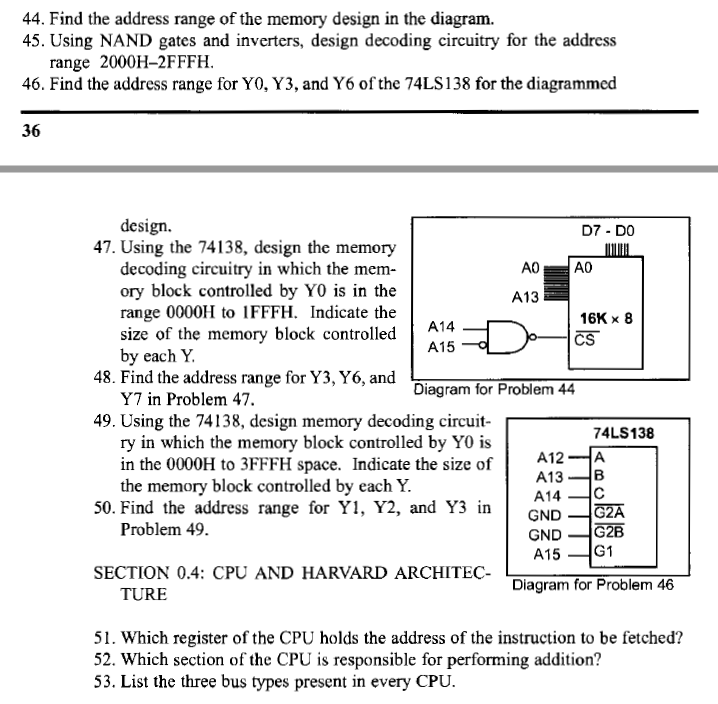 44. Find the address range of the memory design in the diagram.
45. Using NAND gates and inverters, design decoding circuitry for the address
range 2000H–2FFFH.
46. Find the address range for Y0, Y3, and Y6 of the 74LS138 for the diagrammed
36
design.
47. Using the 74138, design the memory
decoding circuitry in which the mem-
ory block controlled by Y0 is in the
range 0000H to 1FFFH. Indicate the
size of the memory block controlled
by each Y.
48. Find the address range for Y3, Y6, and
Y7 in Problem 47.
49. Using the 74138, design memory decoding circuit-
ry in which the memory block controlled by Y0 is
in the 0000H to 3FFFH space. Indicate the size of
the memory block controlled by each Y.
50. Find the address range for Y1, Y2, and Y3 in
Problem 49.
D7 - D0
A0 A0
A13
16K × 8
A14
CS
A15
Diagram for Problem 44
74LS138
A12 A
A13 B
A14 C
GND G2A
GND G2B
A15 G1
Diagram for Problem 46
SECTION 0.4: CPU AND HARVARD ARCHITEC-
TURE
51. Which register of the CPU holds the address of the instruction to be fetched?
52. Which section of the CPU is responsible for performing addition?
53. List the three bus types present in every CPU.